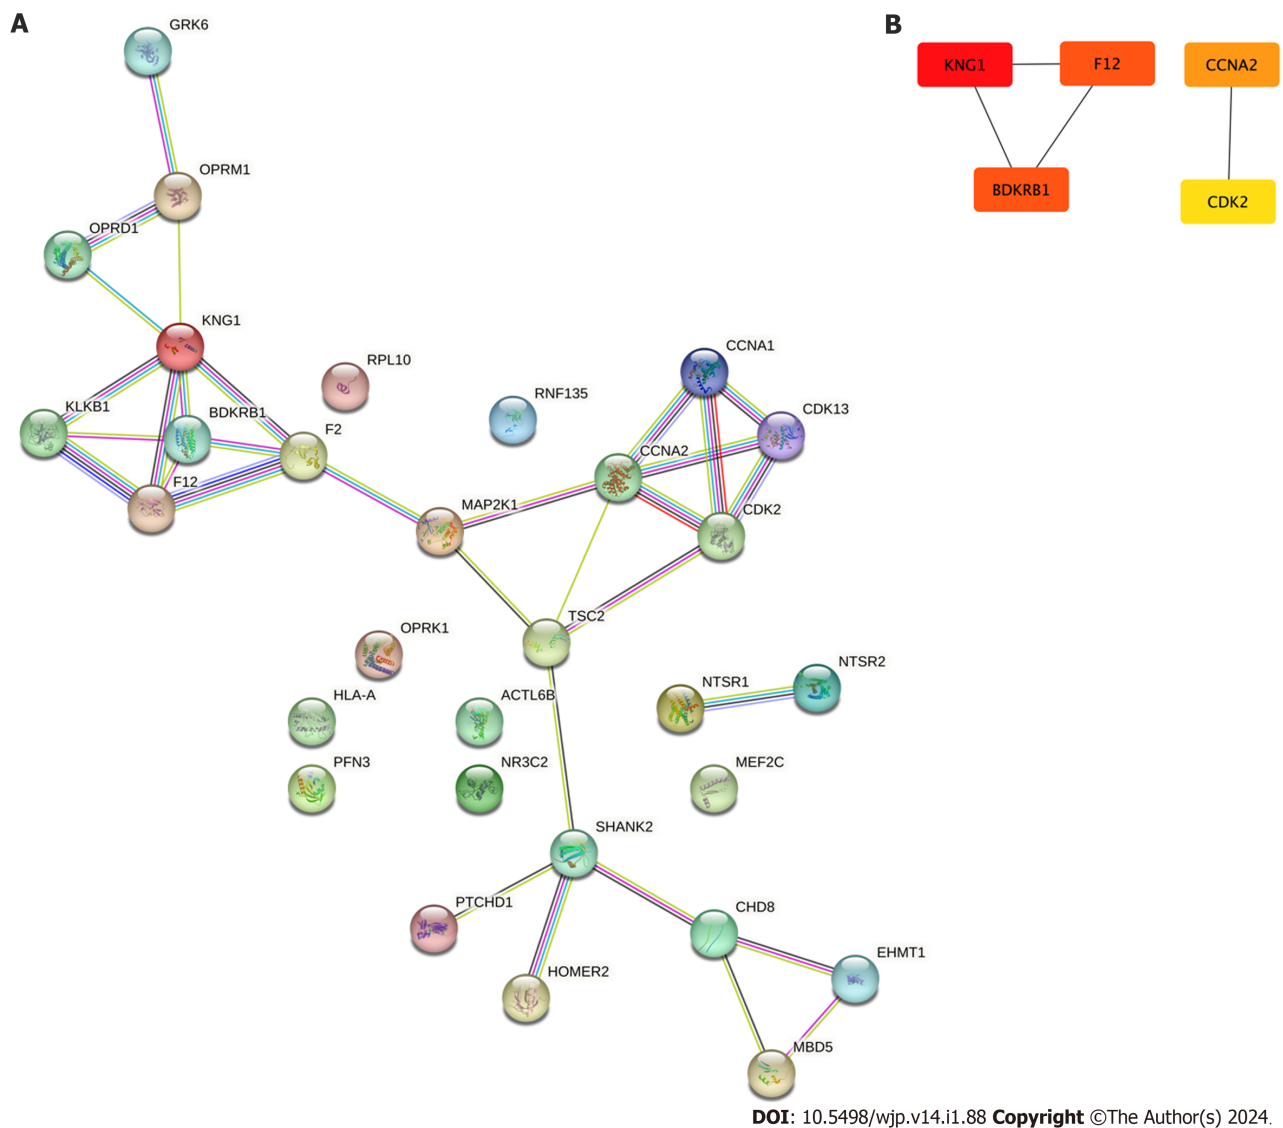 A
B
GRK6
KNG1
F12
CCNA2
OPRM1
BDKRB1
CDK2
OPRD1
KNG1
RPL10
CCNA1
RNF135
KLKB1
BDKRB1
CDK13
F2
CCNA2
F12
MAP2K1
CDK2
TSC2
OPRK1
NTSR2
HLA-A
ACTL6B
NTSR1
PFN3
NR3C2
MEF2C
SHANK2
PTCHD1
CHD8
EHMT1
HOMER2
MBD5
DOI: 10.5498/wjp.v14.i1.88 Copyright ©The Author(s) 2024.